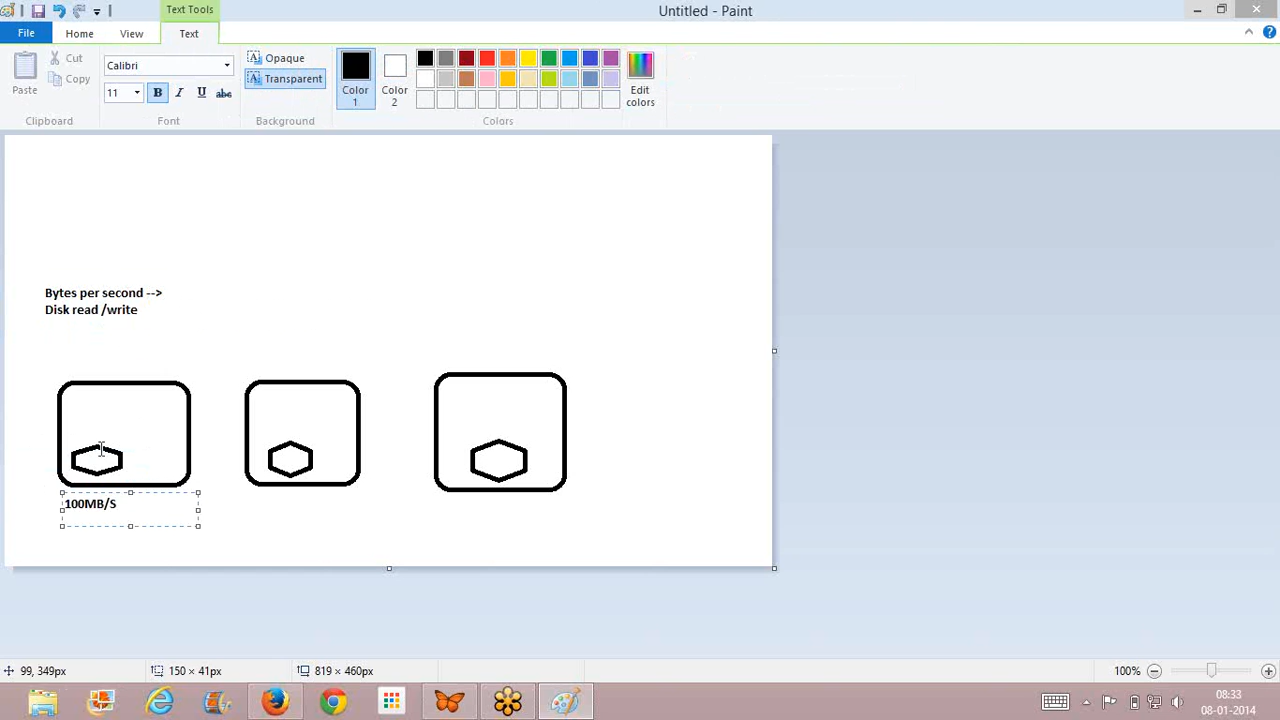 Text Tools
Untitled - Paint
File
Home
View
Text
Paste
Cut
Copy
Clipboard
Calibri
11
B
I
U
abc
Font
Opaque
Transparent
Background
Color
1
Color
2
Edit
colors
Colors
Bytes per second -->
Disk read /write
100MB/S
99, 349px
150 × 41px
819 × 460px
100%
08:33
08-01-2014